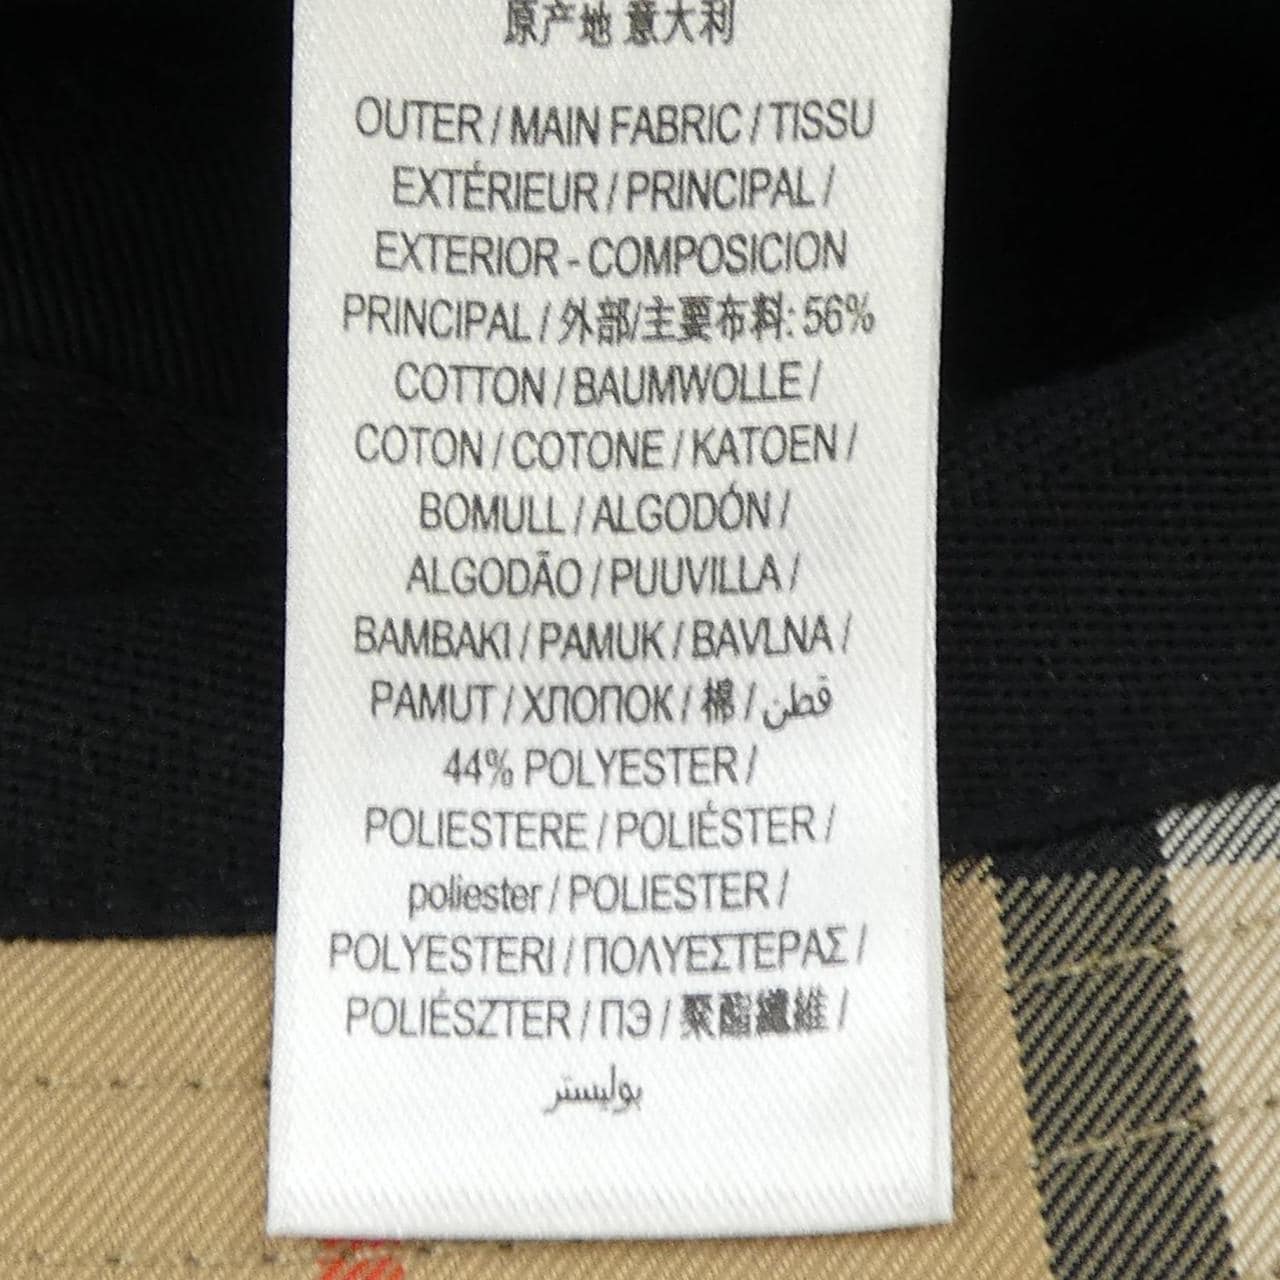 原产地 意大利
OUTER / MAIN FABRIC / TISSU
EXTÉRIEUR / PRINCIPAL /
EXTERIOR - COMPOSICION
PRINCIPAL / 外部/主要布料: 56%
COTTON / BAUMWOLLE /
COTON / COTONE / KATOEN /
BOMULL / ALGODÓN /
ALGODÃO / PUUVILLA /
BAMBAKI / PAMUK / BAVLNA /
PAMUT / ХЛОПОК / 棉 / قطن
44% POLYESTER /
POLIESTERE / POLIÉSTER /
poliester / POLIESTER /
POLYESTERI / ΠΟΛΥΕΣΤΕΡΑΣ /
POLIÉSZTER / ПЭ / 聚酯纖維 /
بوليستر